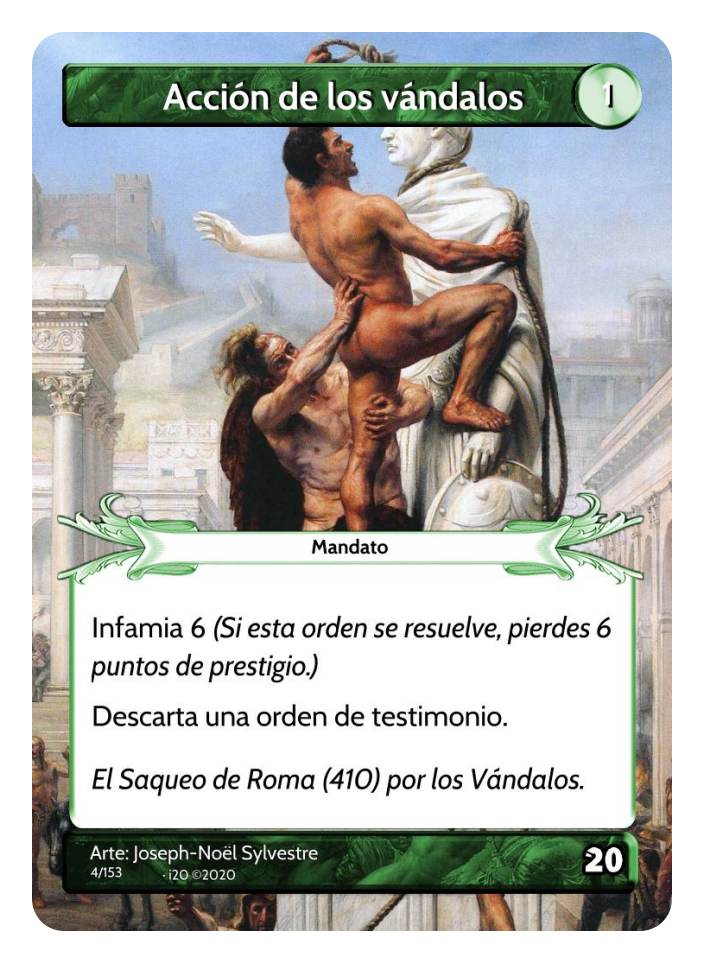 Acción de los vándalos
1
Mandato
Infamia 6 (Si esta orden se resuelve, pierdes 6
puntos de prestigio.)
Descarta una orden de testimonio.
El Saqueo de Roma (410) por los Vándalos.
Arte: Joseph-Noël Sylvestre
4/153 · i20 ©2020
20